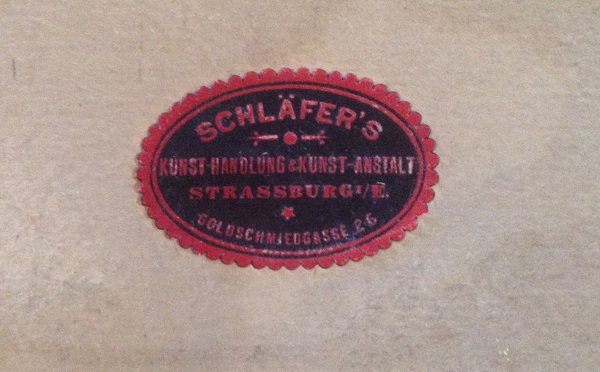 SCHLÄFER'S
KUNST-HANDLUNG & KUNST-ANSTALT
STRASSBURG I/E.
GOLDSCHMIEDGASSE 26